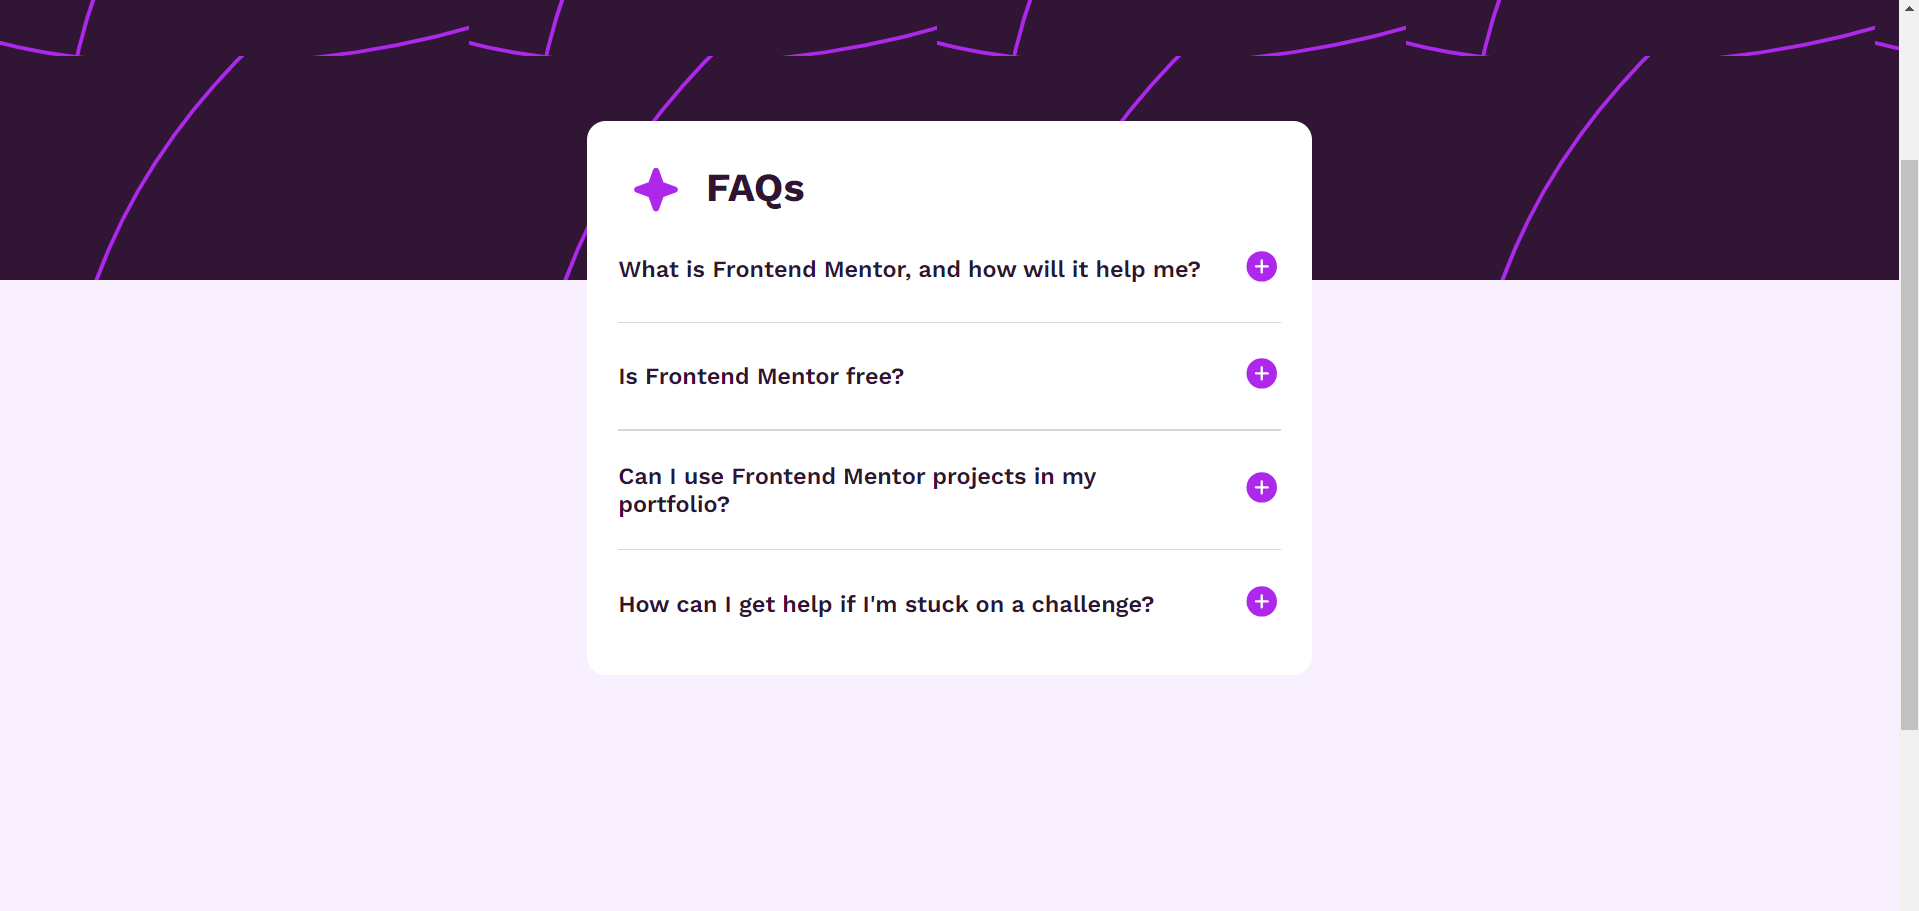 FAQs
What is Frontend Mentor, and how will it help me?
Is Frontend Mentor free?
Can I use Frontend Mentor projects in my
portfolio?
How can I get help if I'm stuck on a challenge?